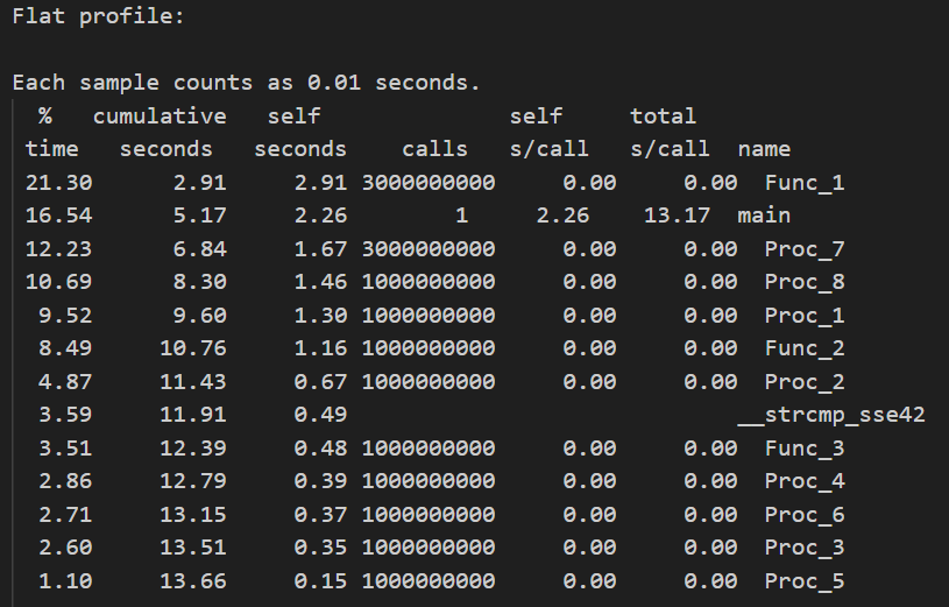 Flat profile:
Each sample counts as 0.01 seconds.
% cumulative self self total
time seconds seconds calls s/call s/call name
21.30 2.91 2.91 3000000000 0.00 0.00 Func_1
16.54 5.17 2.26 1 2.26 13.17 main
12.23 6.84 1.67 3000000000 0.00 0.00 Proc_7
10.69 8.30 1.46 1000000000 0.00 0.00 Proc_8
9.52 9.60 1.30 1000000000 0.00 0.00 Proc_1
8.49 10.76 1.16 1000000000 0.00 0.00 Func_2
4.87 11.43 0.67 1000000000 0.00 0.00 Proc_2
3.59 11.91 0.49 __strcmp_sse42
3.51 12.39 0.48 1000000000 0.00 0.00 Func_3
2.86 12.79 0.39 1000000000 0.00 0.00 Proc_4
2.71 13.15 0.37 1000000000 0.00 0.00 Proc_6
2.60 13.51 0.35 1000000000 0.00 0.00 Proc_3
1.10 13.66 0.15 1000000000 0.00 0.00 Proc_5